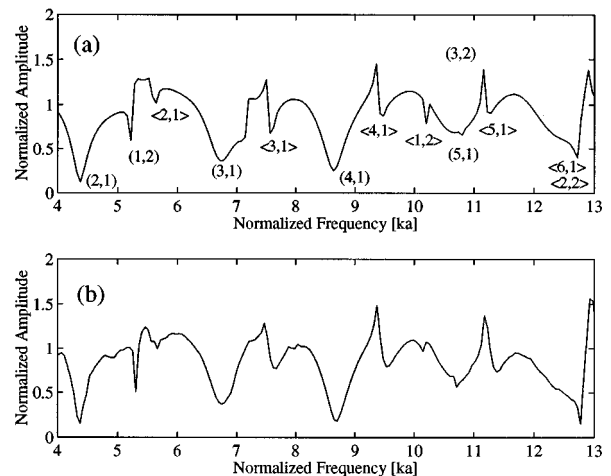 2
(a)
(3,2)
1.5
1
<2,1>
<3,1>
<4,1>
<1,2>
<5,1>
0.5
(1,2)
(3,1)
(5,1)
(2,1)
(4,1)
<6,1>
<2,2>
0
4 5 6 7 8 9 10 11 12 13
Normalized Frequency [ka]
Normalized Amplitude
2
(b)
1.5
1
0.5
0
4 5 6 7 8 9 10 11 12 13
Normalized Frequency [ka]
Normalized Amplitude